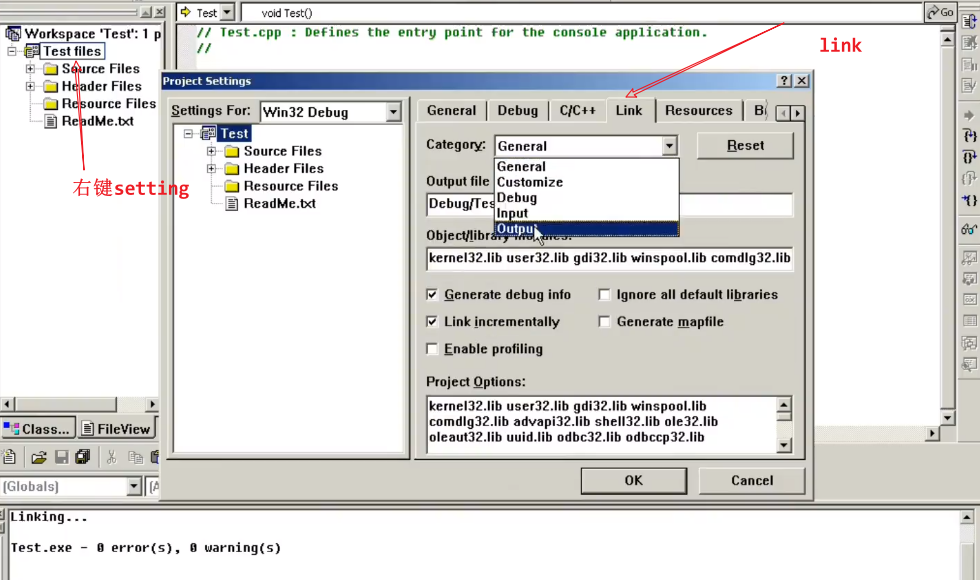 Test
void Test()
Go
Workspace 'Test': 1 p
Test files
Source Files
Header Files
Resource Files
ReadMe.txt
右键setting
// Test.cpp : Defines the entry point for the console application.
//
link
Project Settings
Settings For:
Win32 Debug
Test
Source Files
Header Files
Resource Files
ReadMe.txt
General Debug C/C++ Link Resources
Category:
General
Reset
General
Customize
Debug
Input
Output
Output file
Debug/Tes
Object/library modules:
kernel32.lib user32.lib gdi32.lib winspool.lib comdlg32.lib
Generate debug info
Ignore all default libraries
Link incrementally
Generate mapfile
Enable profiling
Project Options:
kernel32.lib user32.lib gdi32.lib winspool.lib
comdlg32.lib advapi32.lib shell32.lib ole32.lib
oleaut32.lib uuid.lib odbc32.lib odbccp32.lib
OK
Cancel
Class...
FileView
(Globals)
Linking...
Test.exe - 0 error(s), 0 warning(s)